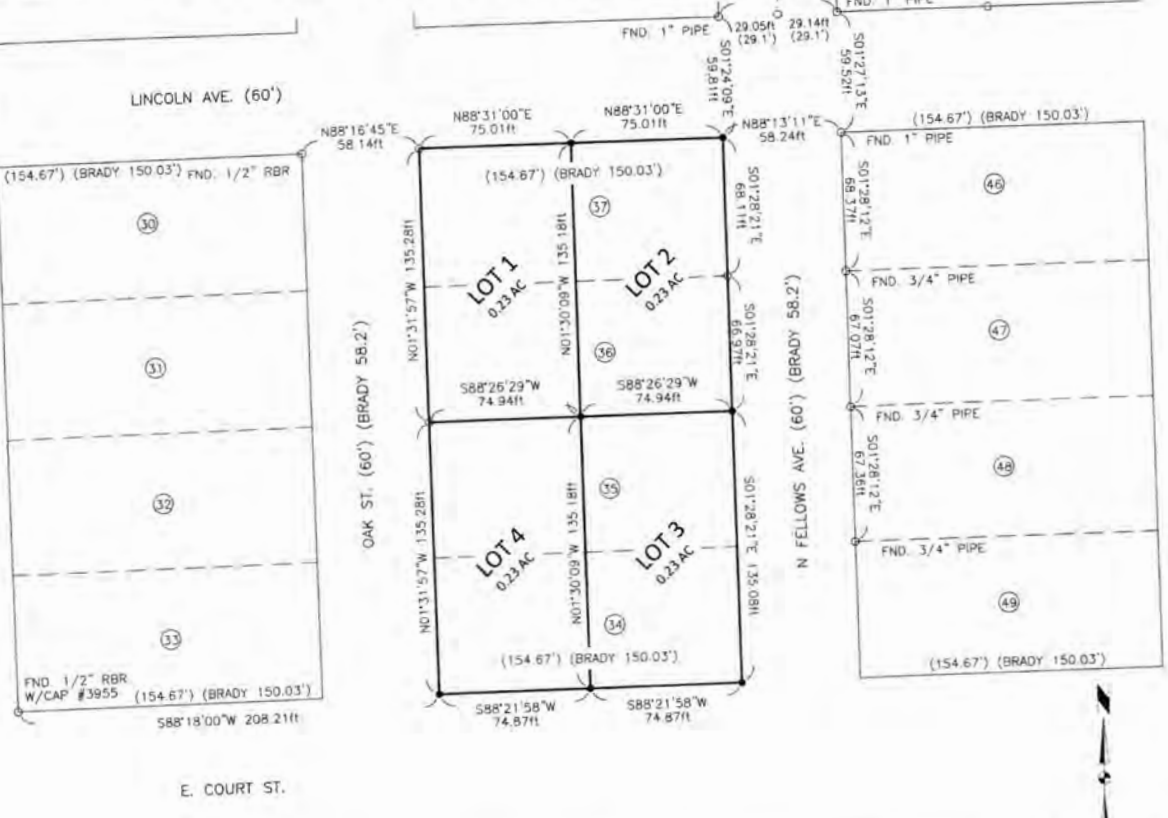 FND. 1" PIPE
29.05ft
(29.1')
29.14ft
(29.1')
LINCOLN AVE. (60')
S01°24'09"E
59.81ft
S01°27'13"E
59.52ft
N88°16'45"E
58.14ft
N88°31'00"E
75.01ft
N88°31'00"E
75.01ft
N88°13'11"E
58.24ft
(154.67') (BRADY 150.03')
FND. 1" PIPE
(154.67') (BRADY 150.03')
FND. 1/2" RBR
(154.67') (BRADY 150.03')
30
31
32
33
37
36
35
34
46
47
48
49
N01°31'57"W 135.28ft
LOT 1
0.23 AC
N01°30'09"W 135.18ft
LOT 2
0.23 AC
S01°28'21"E
68.11ft
S01°28'21"E
66.97ft
S01°28'12"E
68.37ft
FND. 3/4" PIPE
S01°28'12"E
67.07ft
FND. 3/4" PIPE
S01°28'12"E
67.36ft
FND. 3/4" PIPE
OAK ST. (60') (BRADY 58.2')
N FELLOWS AVE. (60') (BRADY 58.2')
S88°26'29"W
74.94ft
S88°26'29"W
74.94ft
N01°31'57"W 135.28ft
LOT 4
0.23 AC
N01°30'09"W 135.18ft
LOT 3
0.23 AC
S01°28'21"E 135.08ft
(154.67') (BRADY 150.03')
(154.67') (BRADY 150.03')
FND. 1/2" RBR
W/CAP #3955
(154.67') (BRADY 150.03')
S88°18'00"W 208.21ft
S88°21'58"W
74.87ft
S88°21'58"W
74.87ft
E. COURT ST.